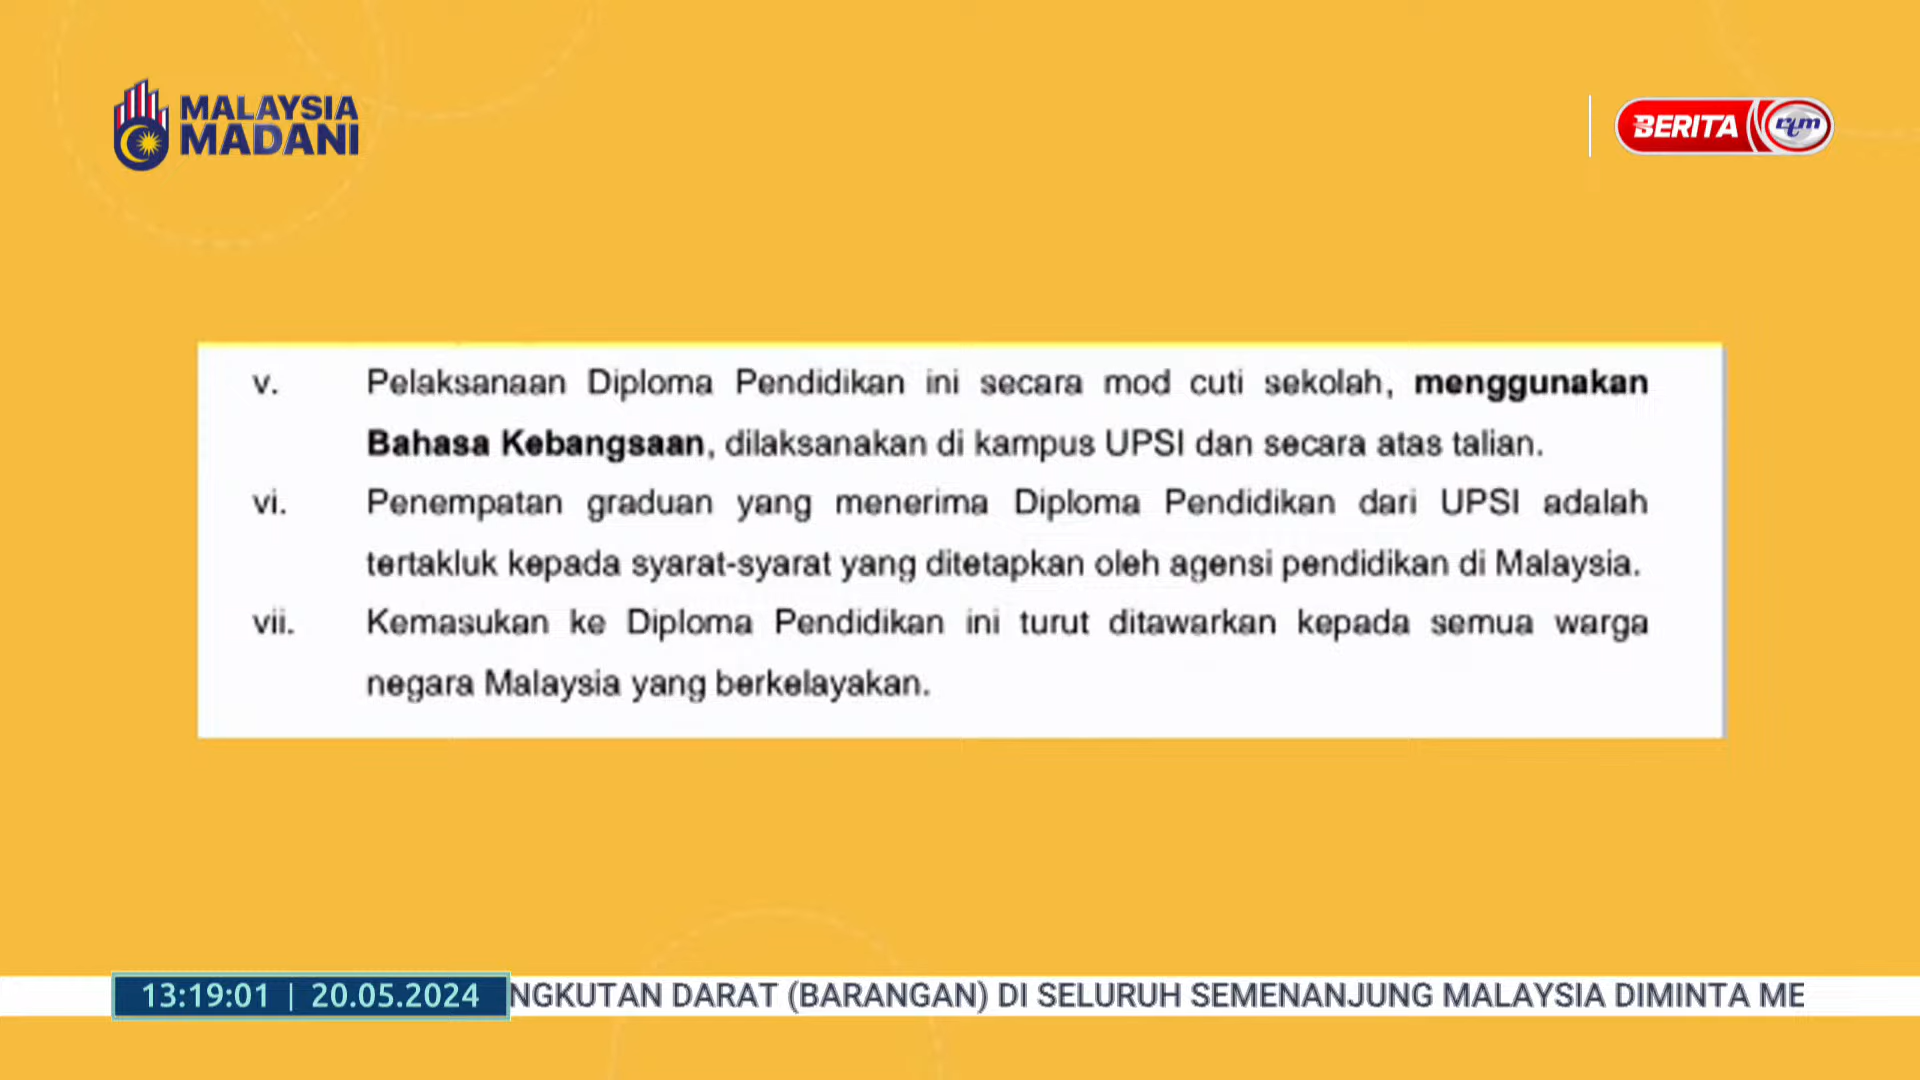 MALAYSIA
MADANI
BERITA rtm
v. Pelaksanaan Diploma Pendidikan ini secara mod cuti sekolah, menggunakan
Bahasa Kebangsaan, dilaksanakan di kampus UPSI dan secara atas talian.
vi. Penempatan graduan yang menerima Diploma Pendidikan dari UPSI adalah
tertakluk kepada syarat-syarat yang ditetapkan oleh agensi pendidikan di Malaysia.
vii. Kemasukan ke Diploma Pendidikan ini turut ditawarkan kepada semua warga
negara Malaysia yang berkelayakan.
13:19:01 | 20.05.2024 NGKUTAN DARAT (BARANGAN) DI SELURUH SEMENANJUNG MALAYSIA DIMINTA ME